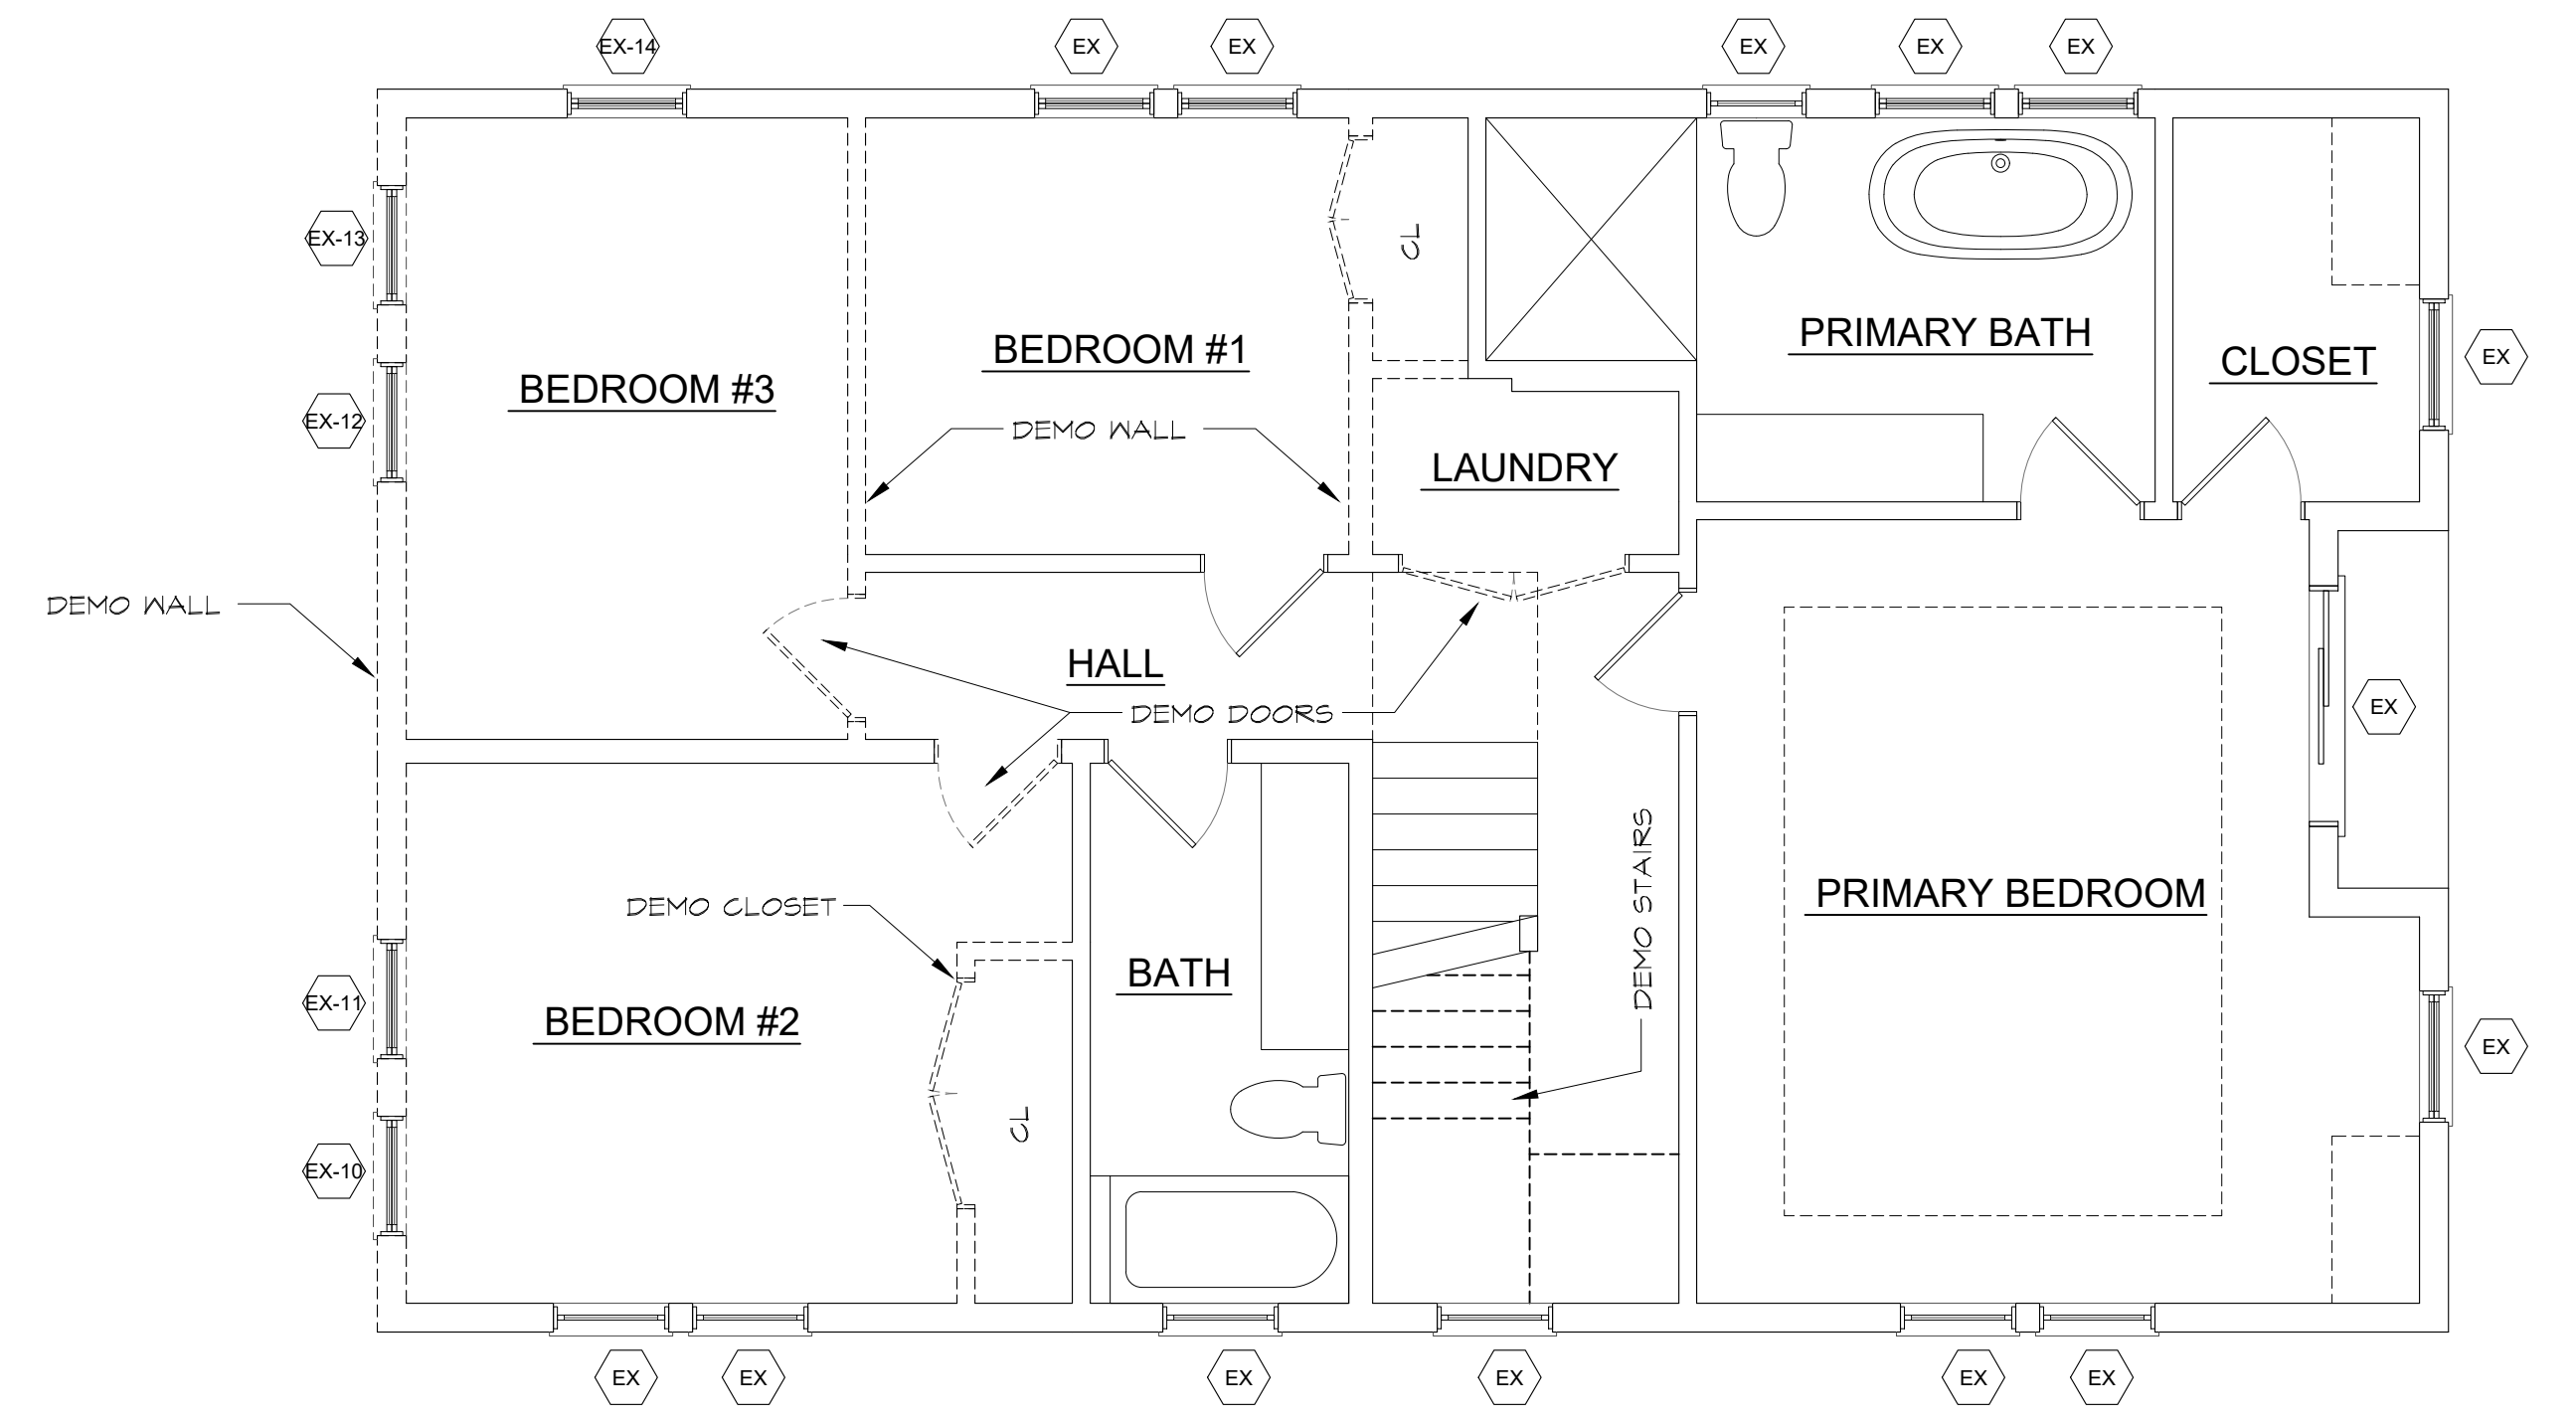 EX-14
EX
EX
EX
EX
EX
EX-13
CL
PRIMARY BATH
BEDROOM #1
CLOSET
EX
BEDROOM #3
EX-12
DEMO WALL
LAUNDRY
DEMO WALL
HALL
DEMO DOORS
EX
DEMO STAIRS
PRIMARY BEDROOM
DEMO CLOSET
BATH
EX-11
BEDROOM #2
EX
CL
EX-10
EX
EX
EX
EX
EX
EX